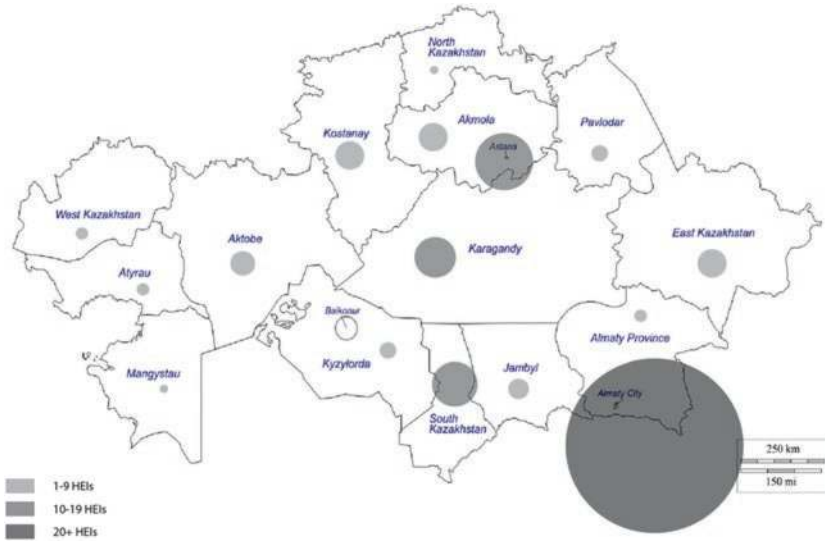 North
Kazakhstan
Akmola
Pavlodar
Kostanay
Astana
West Kazakhstan
Aktobe
Karagandy
East Kazakhstan
Atyrau
Baikonur
Almaty Province
Kyzylorda
Jambyl
Mangystau
Almaty City
South
Kazakhstan
250 km
150 mi
1-9 HEIs
10-19 HEIs
20+ HEIs